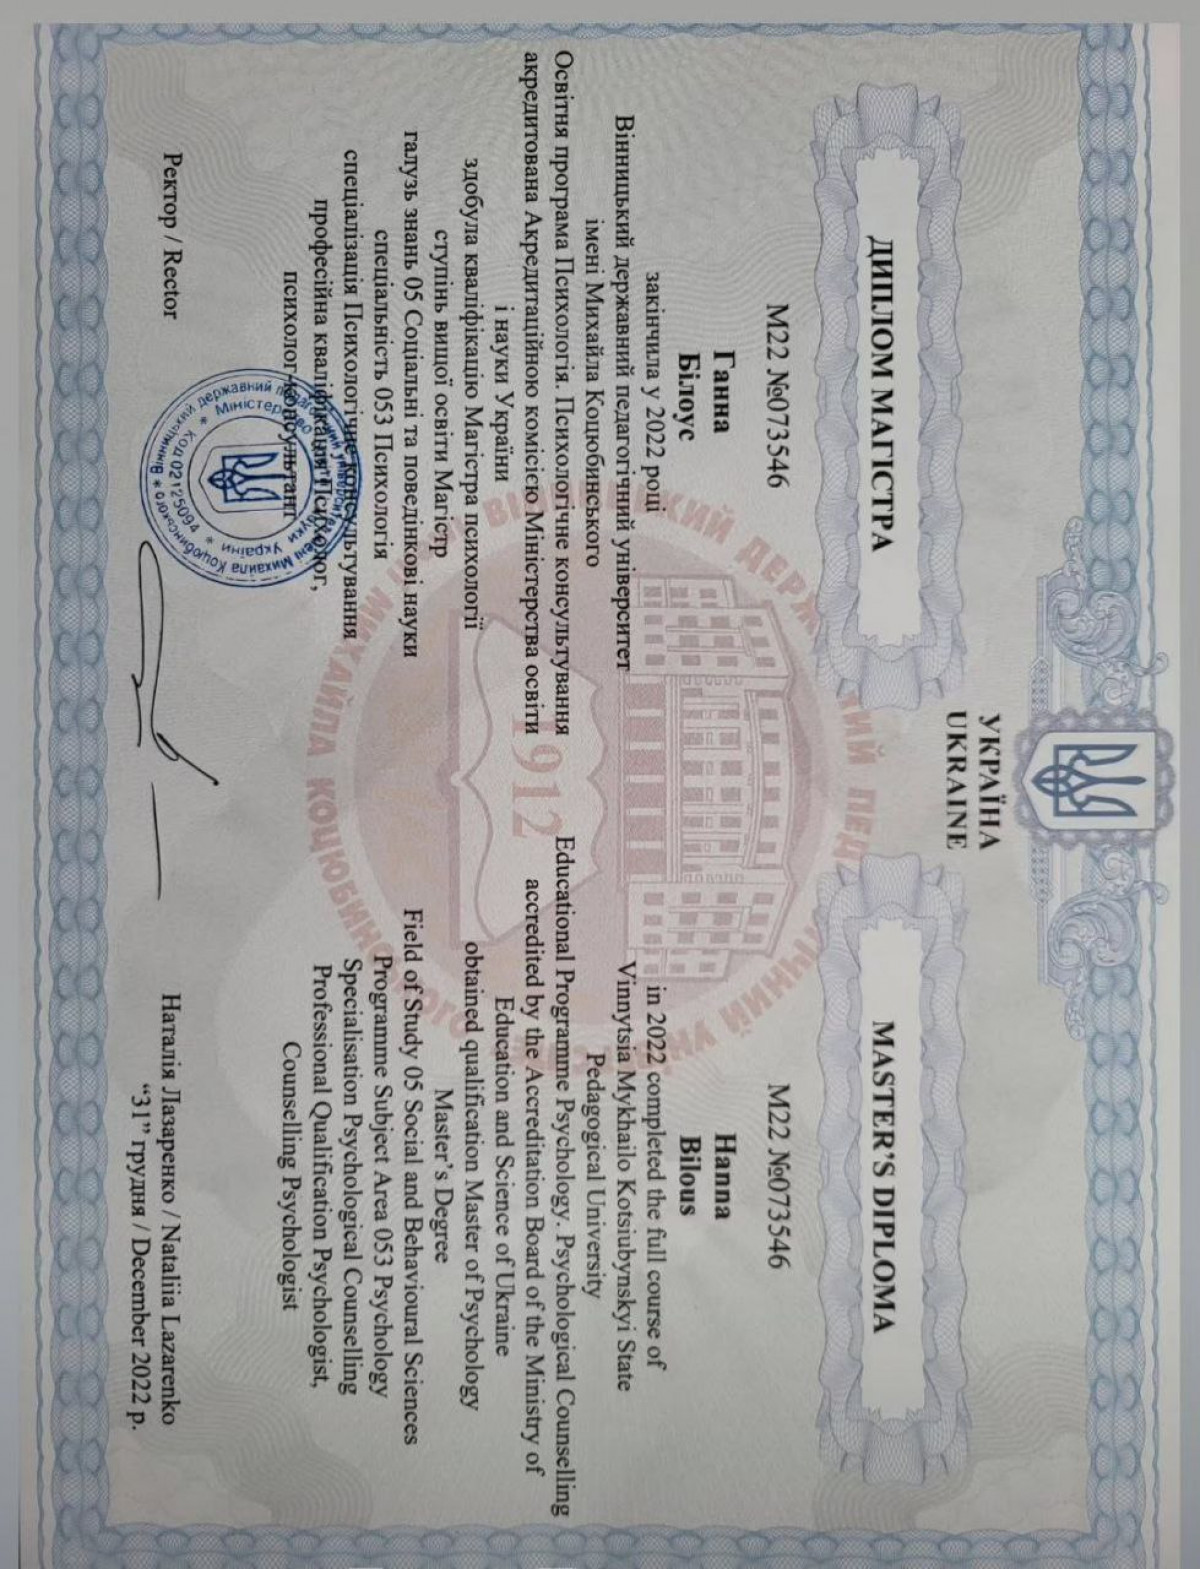 УКРАЇНА
UKRAINE
ДИПЛОМ МАГІСТРА
М22 №073546
Ганна
Білоус
закінчила у 2022 році
Вінницький державний педагогічний університет
імені Михайла Коцюбинського
Освітня програма Психологія. Психологічне консультування
акредитована Акредитаційною комісією Міністерства освіти
і науки України
здобула кваліфікацію Магістра психології
ступінь вищої освіти Магістр
галузь знань 05 Соціальні та поведінкові науки
спеціальність 053 Психологія
спеціалізація Психологічне консультування
професійна кваліфікація Психолог,
психолог-консультант
MASTER'S DIPLOMA
М22 №073546
Hanna
Bilous
in 2022 completed the full course of
Vinnytsia Mykhailo Kotsiubynskyi State
Pedagogical University
Educational Programme Psychology. Psychological Counselling
accredited by the Accreditation Board of the Ministry of
Education and Science of Ukraine
obtained qualification Master of Psychology
Master's Degree
Field of Study 05 Social and Behavioural Sciences
Programme Subject Area 053 Psychology
Specialisation Psychological Counselling
Professional Qualification Psychologist,
Counselling Psychologist
Ректор / Rector
Наталія Лазаренко / Nataliia Lazarenko
“31” грудня / December 2022 р.
1912
Код 02125094